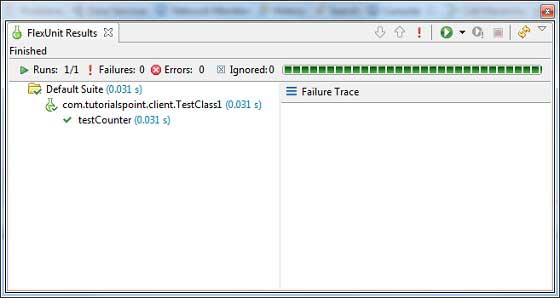 FlexUnit Results
Finished
Runs: 1/1 Failures: 0 Errors: 0 Ignored:0
Default Suite (0.031 s)
com.tutorialspoint.client.TestClass1 (0.031 s)
testCounter (0.031 s)
Failure Trace